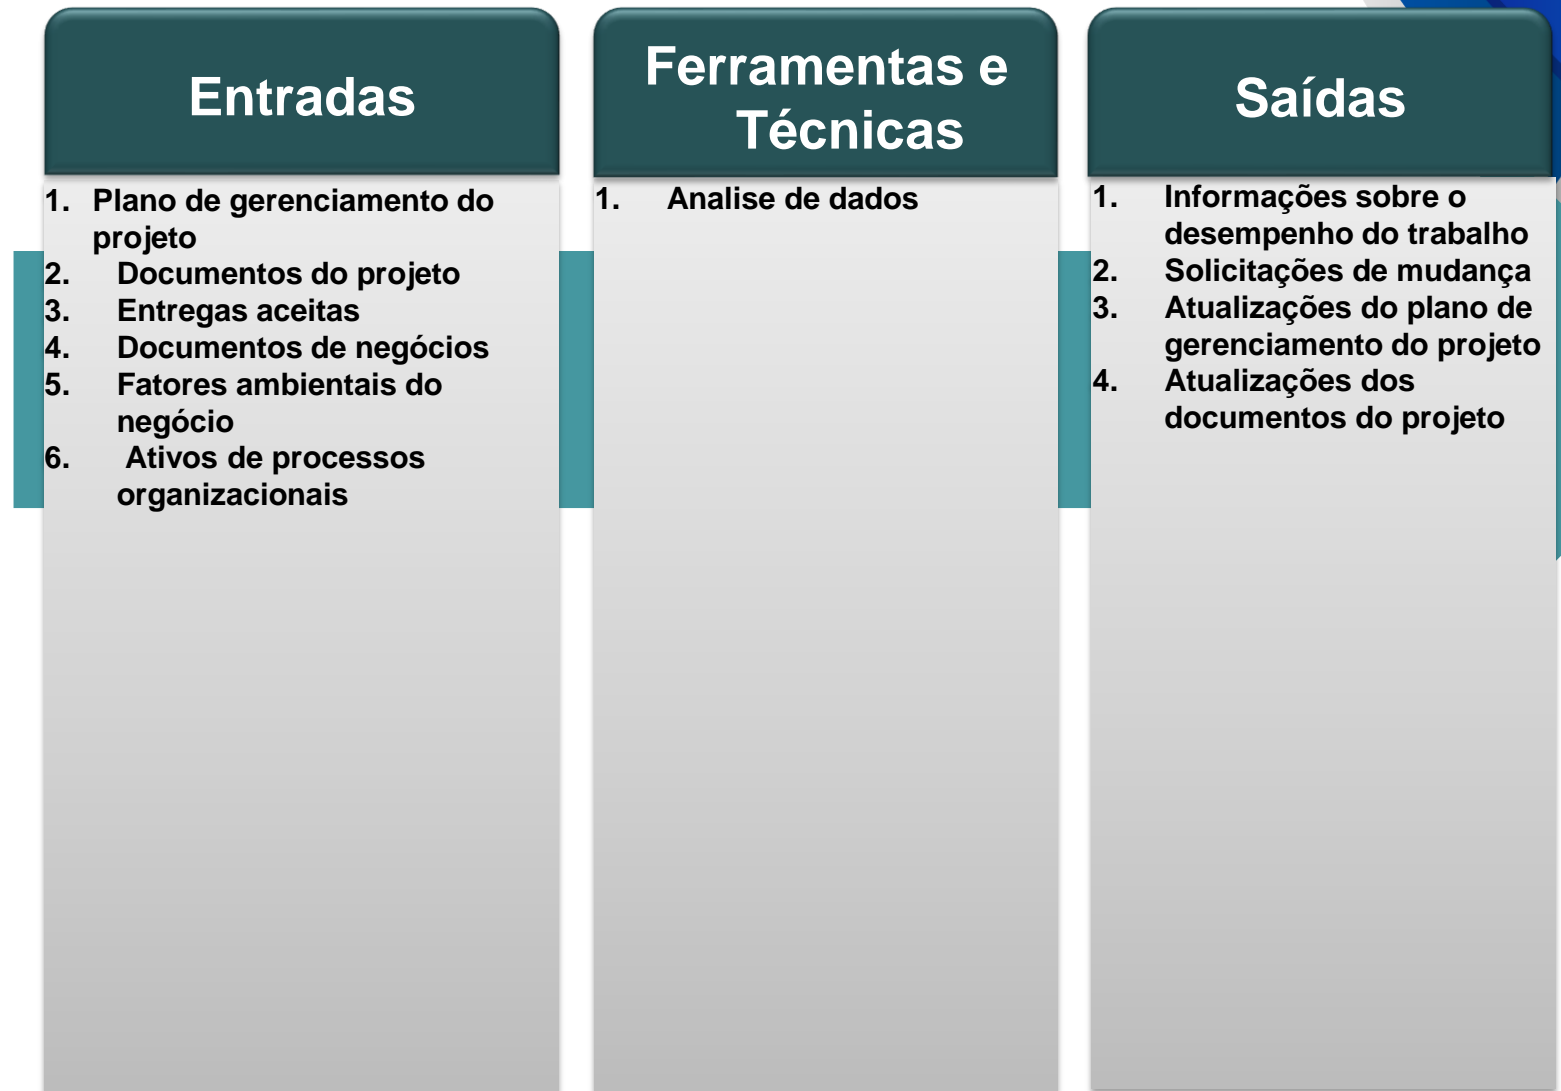 Entradas
1. Plano de gerenciamento do
projeto
2. Documentos do projeto
3. Entregas aceitas
4. Documentos de negócios
5. Fatores ambientais do
negócio
6. Ativos de processos
organizacionais
Ferramentas e
Técnicas
1. Analise de dados
Saídas
1. Informações sobre o
desempenho do trabalho
2. Solicitações de mudança
3. Atualizações do plano de
gerenciamento do projeto
4. Atualizações dos
documentos do projeto